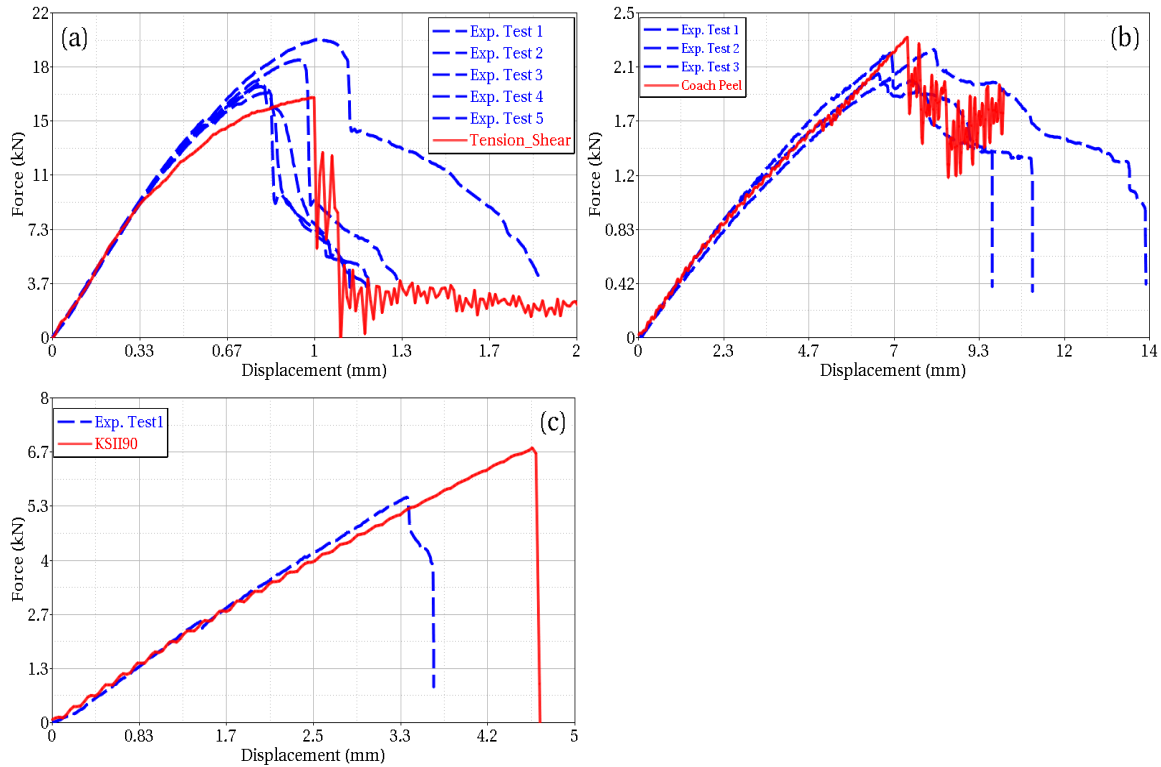 (a)
22
18
15
11
7.3
3.7
0
Force (kN)
Exp. Test 1
Exp. Test 2
Exp. Test 3
Exp. Test 4
Exp. Test 5
Tension_Shear
0 0.33 0.67 1 1.3 1.7 2
Displacement (mm)
(b)
2.5
2.1
1.7
1.2
0.83
0.42
0
Force (kN)
Exp. Test 1
Exp. Test 2
Exp. Test 3
Coach Peel
0 2.3 4.7 7 9.3 12 14
Displacement (mm)
(c)
8
6.7
5.3
4
2.7
1.3
0
Force (kN)
Exp. Test1
KSII90
0 0.83 1.7 2.5 3.3 4.2 5
Displacement (mm)